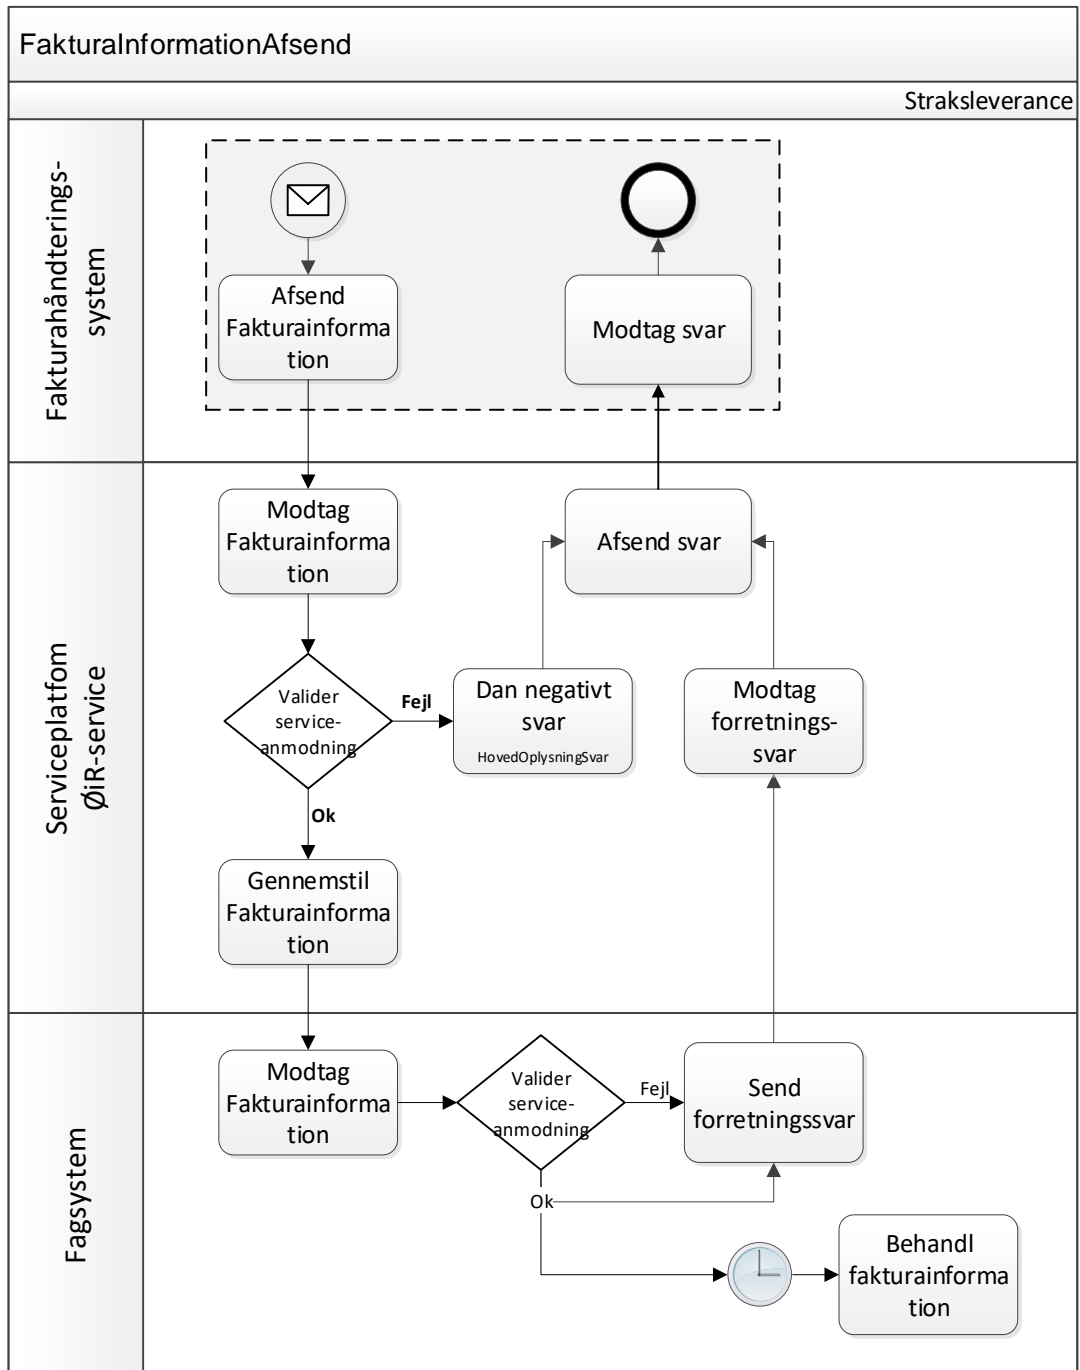 FakturaInformationAfsend
Straksleverance
Fakturahåndterings-
system
Afsend
Fakturainforma
tion
Modtag svar
Serviceplatfom
ØiR-service
Modtag
Fakturainforma
tion
Afsend svar
Valider
service-
anmodning
Fejl
Dan negativt
svar
HovedOplysningSvar
Modtag
forretnings-
svar
Ok
Gennemstil
Fakturainforma
tion
Fagsystem
Modtag
Fakturainforma
tion
Valider
service-
anmodning
Fejl
Send
forretningssvar
Ok
Behandl
fakturainforma
tion